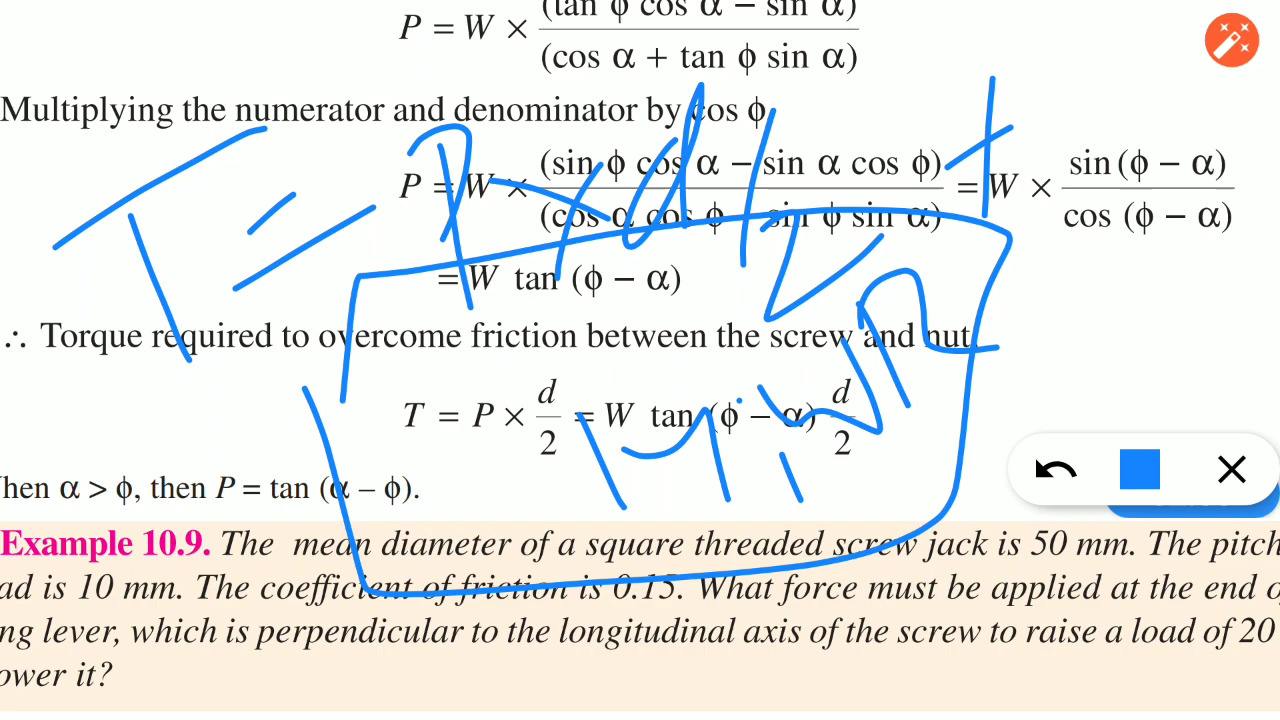 P = W × (tan ϕ cos α − sin α) / (cos α + tan ϕ sin α)
Multiplying the numerator and denominator by cos ϕ,
P = W × (sin ϕ cos α − sin α cos ϕ) / (cos α cos ϕ + sin ϕ sin α) = W × sin (ϕ − α) / cos (ϕ − α)
= W tan (ϕ − α)
∴ Torque required to overcome friction between the screw and nut,
T = P × d/2 = W tan (ϕ − α) d/2
hen α > ϕ, then P = tan (α – ϕ).
Example 10.9. The mean diameter of a square threaded screw jack is 50 mm. The pitch
ad is 10 mm. The coefficient of friction is 0.15. What force must be applied at the end
ng lever, which is perpendicular to the longitudinal axis of the screw to raise a load of 20
ower it?
T = P × d/2 +